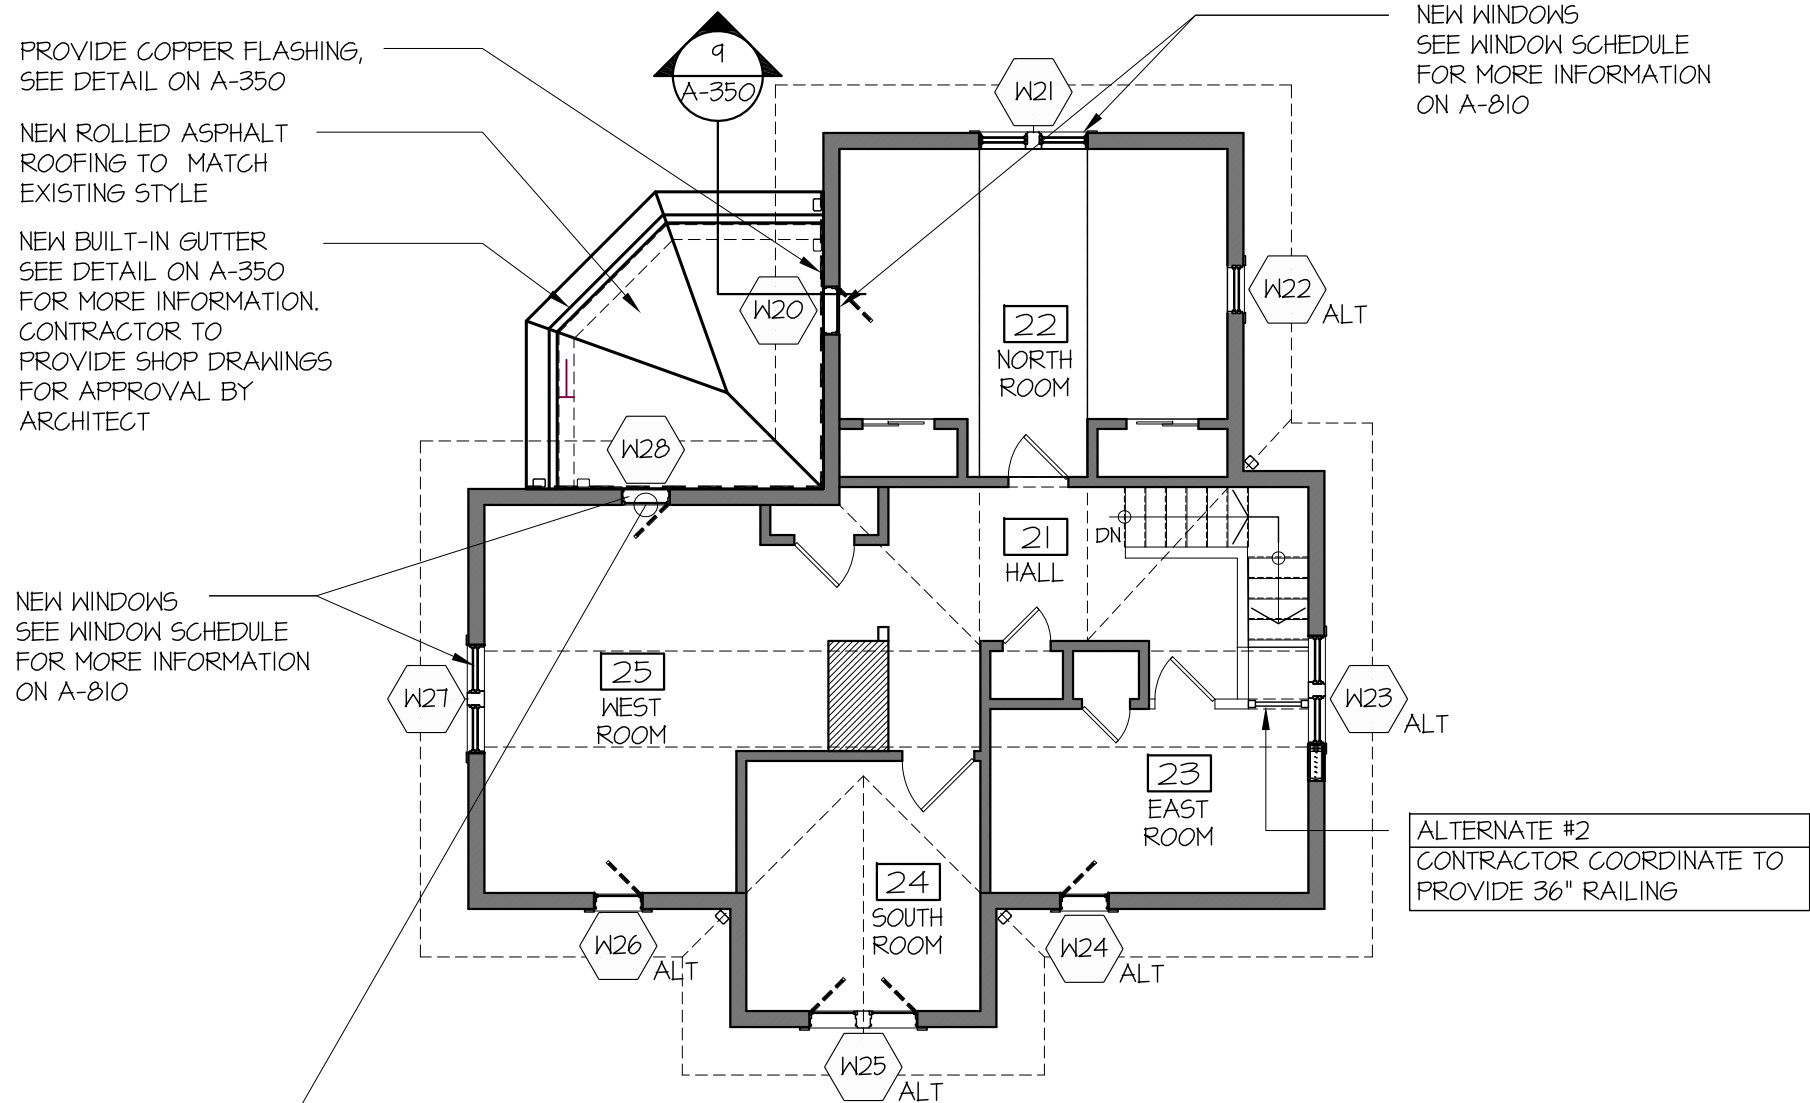 PROVIDE COPPER FLASHING,
SEE DETAIL ON A-350
NEW ROLLED ASPHALT
ROOFING TO MATCH
EXISTING STYLE
NEW BUILT-IN GUTTER
SEE DETAIL ON A-350
FOR MORE INFORMATION.
CONTRACTOR TO
PROVIDE SHOP DRAWINGS
FOR APPROVAL BY
ARCHITECT
9
A-350
NEW WINDOWS
SEE WINDOW SCHEDULE
FOR MORE INFORMATION
ON A-810
W21
W20
W22
ALT
22
NORTH
ROOM
W28
21
HALL
DN
NEW WINDOWS
SEE WINDOW SCHEDULE
FOR MORE INFORMATION
ON A-810
W27
25
WEST
ROOM
W23
ALT
23
EAST
ROOM
ALTERNATE #2
CONTRACTOR COORDINATE TO
PROVIDE 36" RAILING
24
SOUTH
ROOM
W26
ALT
W24
ALT
W25
ALT